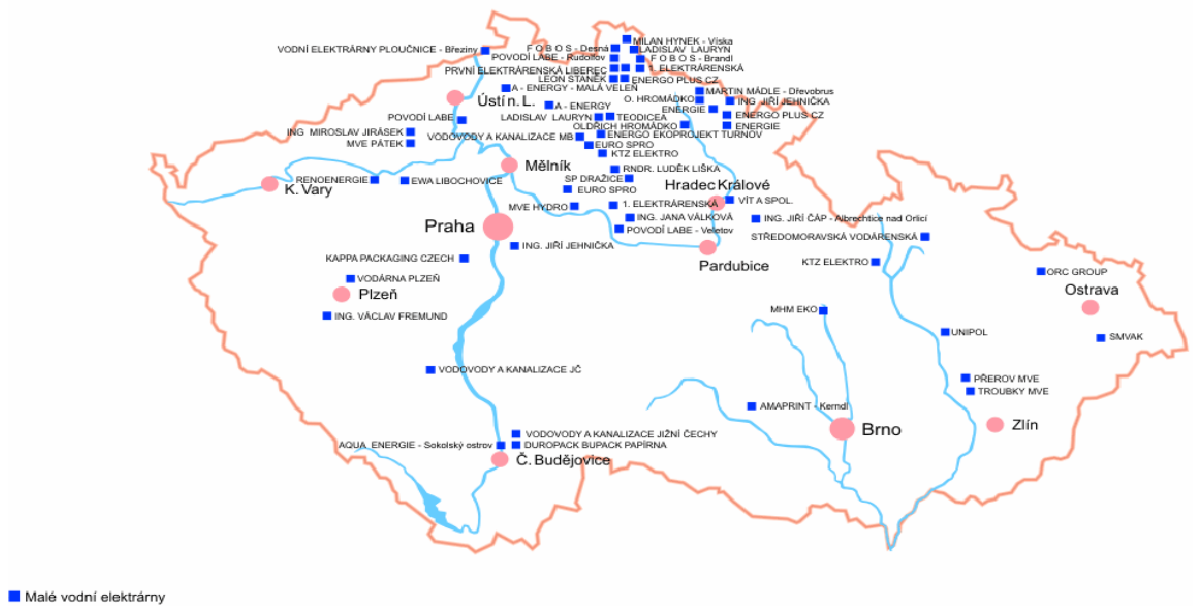 MILAN HYNEK - Víska
VODNÍ ELEKTRÁRNY PLOUČNICE - Březiny
F O B O S - Desná
LADISLAV LAURYN
POVODÍ LABE - Rudolfov
F O B O S - Brandl
PRVNÍ ELEKTRÁRENSKÁ LIBEREC
1. ELEKTRÁRENSKÁ
LEON STANĚK
ENERGO PLUS CZ
A - ENERGY - MALÁ VELEŇ
MARTIN MÁDLE - Dřevobrus
O. HROMÁDKO
ING JIŘÍ JEHNIČKA
Ústí n. L.
A - ENERGY
ENERGIE
ENERGO PLUS CZ
POVODÍ LABE
LADISLAV LAURYN
TEODICEA
OLDŘICH HROMÁDKO
ENERGIE
ING MIROSLAV JIRÁSEK
VODOVODY A KANALIZACE MB
ENERGO EKOPROJEKT TURNOV
MVE PÁTEK
EURO SPRO
KTZ ELEKTRO
Mělník
RNDR. LUDĚK LIŠKA
RENOENERGIE
EWA LIBOCHOVICE
SP DIRAŽICE
K. Vary
EURO SPRO
Hradec Králové
VÍT A SPOL.
MVIE HYDRO
1. ELEKTRÁRENSKÁ
ING. JANA VÁLKOVÁ
ING. JIŘÍ ČÁP - Albrechtice nad Orlicí
Praha
POVODÍ LABE - Veletov
STŘEDOMORAVSKÁ VODÁRENSKÁ
ING. JIŘÍ JEHNIČKA
KAPPA PACKAGING CZECH
Pardubice
KTZ ELEKTRO
VODÁRNA PLZEŇ
ORC GROUP
Plzeň
Ostrava
MHM EKO
ING. VÁCLAV FREMUND
UNIPOL
SMVAK
VODOVODY A KANALIZACE JČ
PŘEIROV MVE
TROUBKY MVE
AMAPRINT - Kerndl
Zlín
Brno
VODOVODY A KANALIZACE JIŽNÍ ČECHY
AQUA ENERGIE - Sokolský ostrov
DUROPACK BUPACK PAPÍRNA
Č. Budějovice
Malé vodní elektrárny